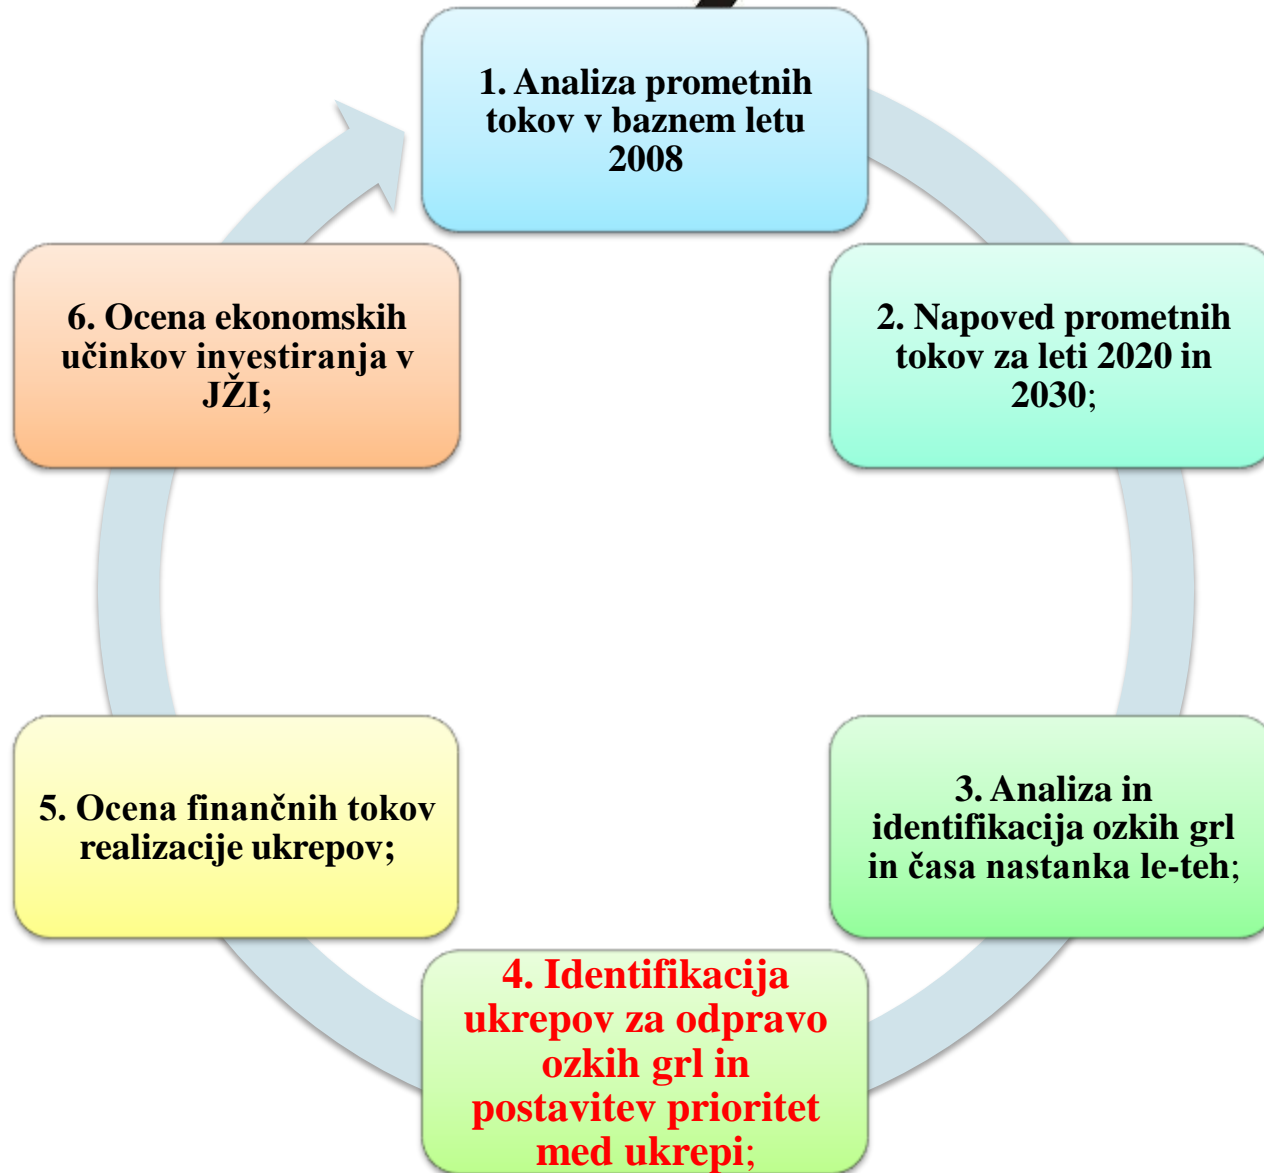 1. Analiza prometnih
tokov v baznem letu
2008
2. Napoved prometnih
tokov za leti 2020 in
2030;
3. Analiza in
identifikacija ozkih grl
in časa nastanka le-teh;
4. Identifikacija
ukrepov za odpravo
ozkih grl in
postavitev prioritet
med ukrepi;
5. Ocena finančnih tokov
realizacije ukrepov;
6. Ocena ekonomskih
učinkov investiranja v
JŽI;